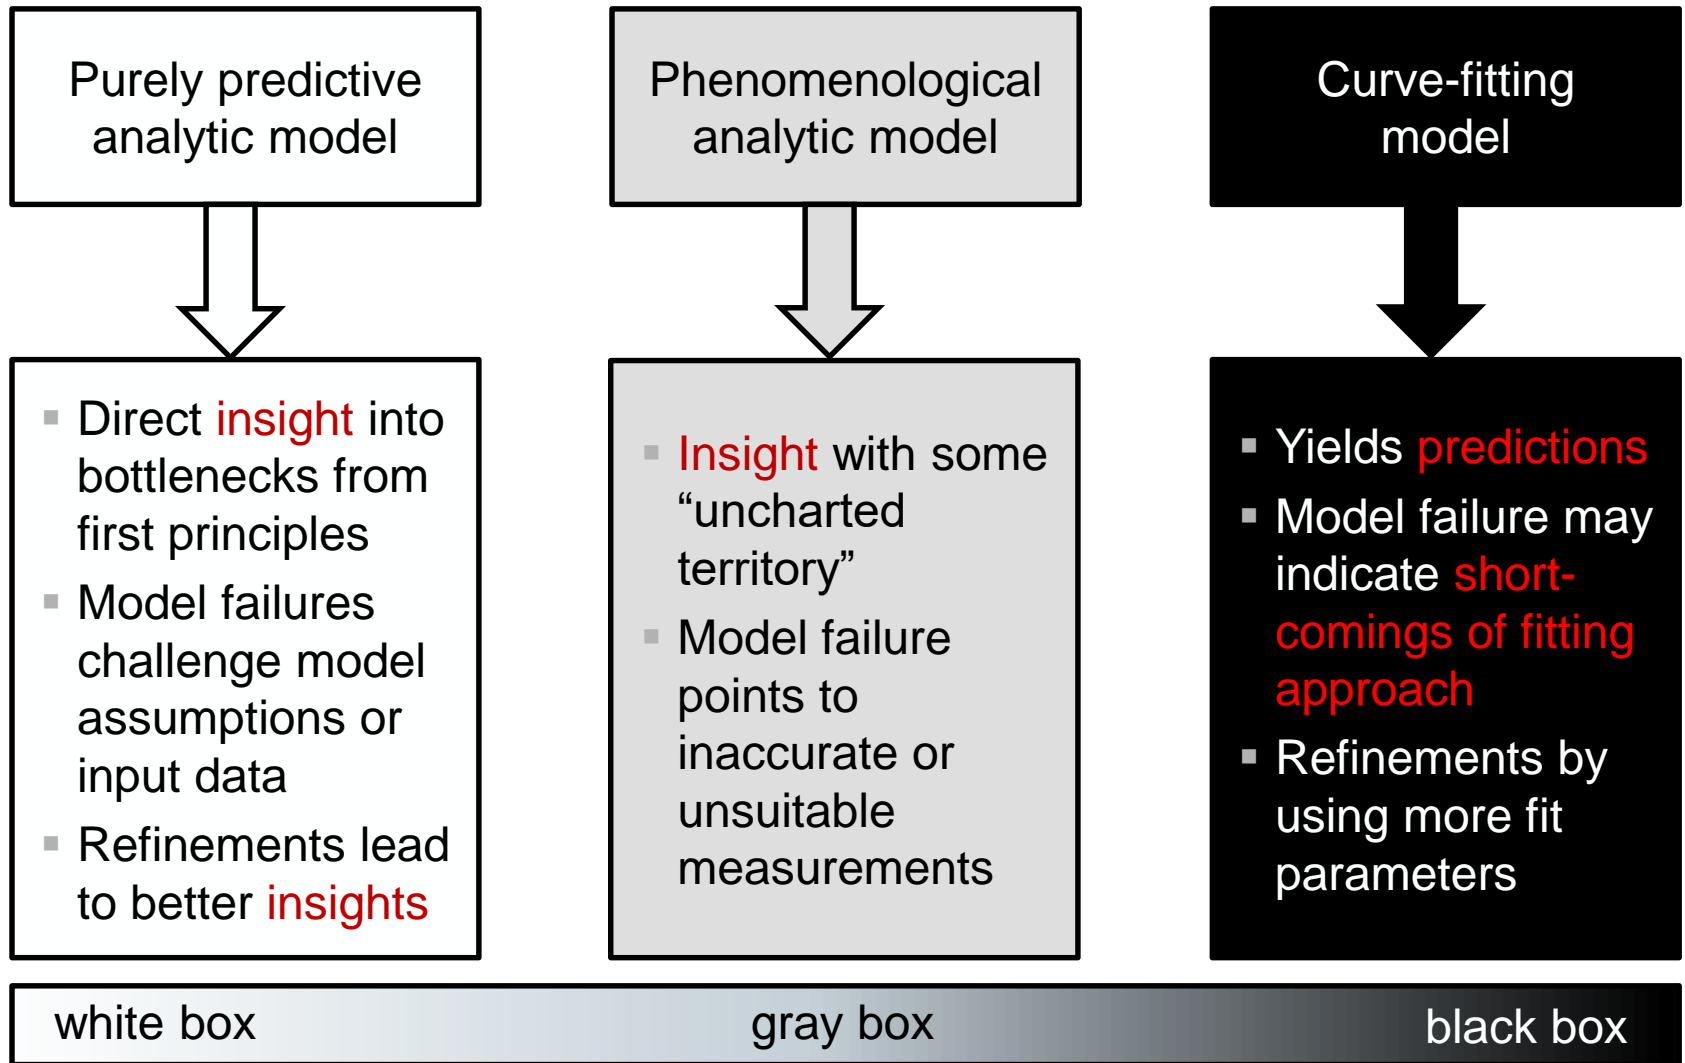 Purely predictive
analytic model
Phenomenological
analytic model
Curve-fitting
model
▪ Direct insight into
bottlenecks from
first principles
▪ Model failures
challenge model
assumptions or
input data
▪ Refinements lead
to better insights
▪ Insight with some
“uncharted
territory”
▪ Model failure
points to
inaccurate or
unsuitable
measurements
▪ Yields predictions
▪ Model failure may
indicate short-
comings of fitting
approach
▪ Refinements by
using more fit
parameters
white box
gray box
black box